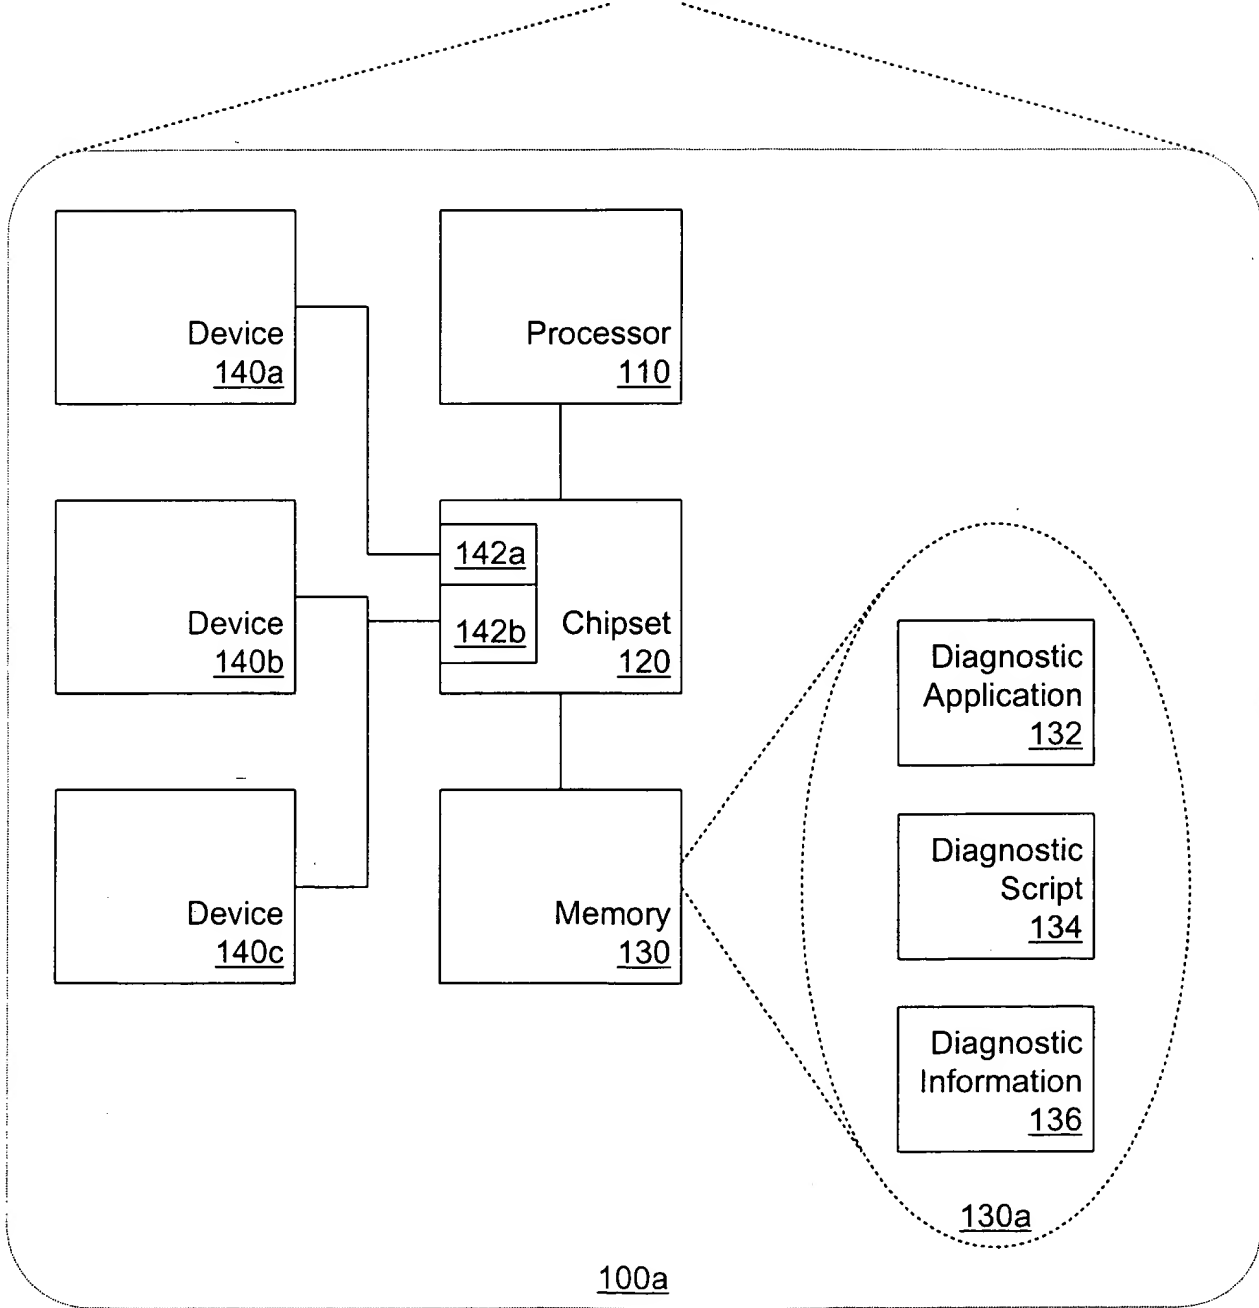 Device
140a
Processor
110
142a
142b
Device
140b
Chipset
120
Diagnostic
Application
132
Diagnostic
Script
134
Device
140c
Memory
130
Diagnostic
Information
136
130a
100a